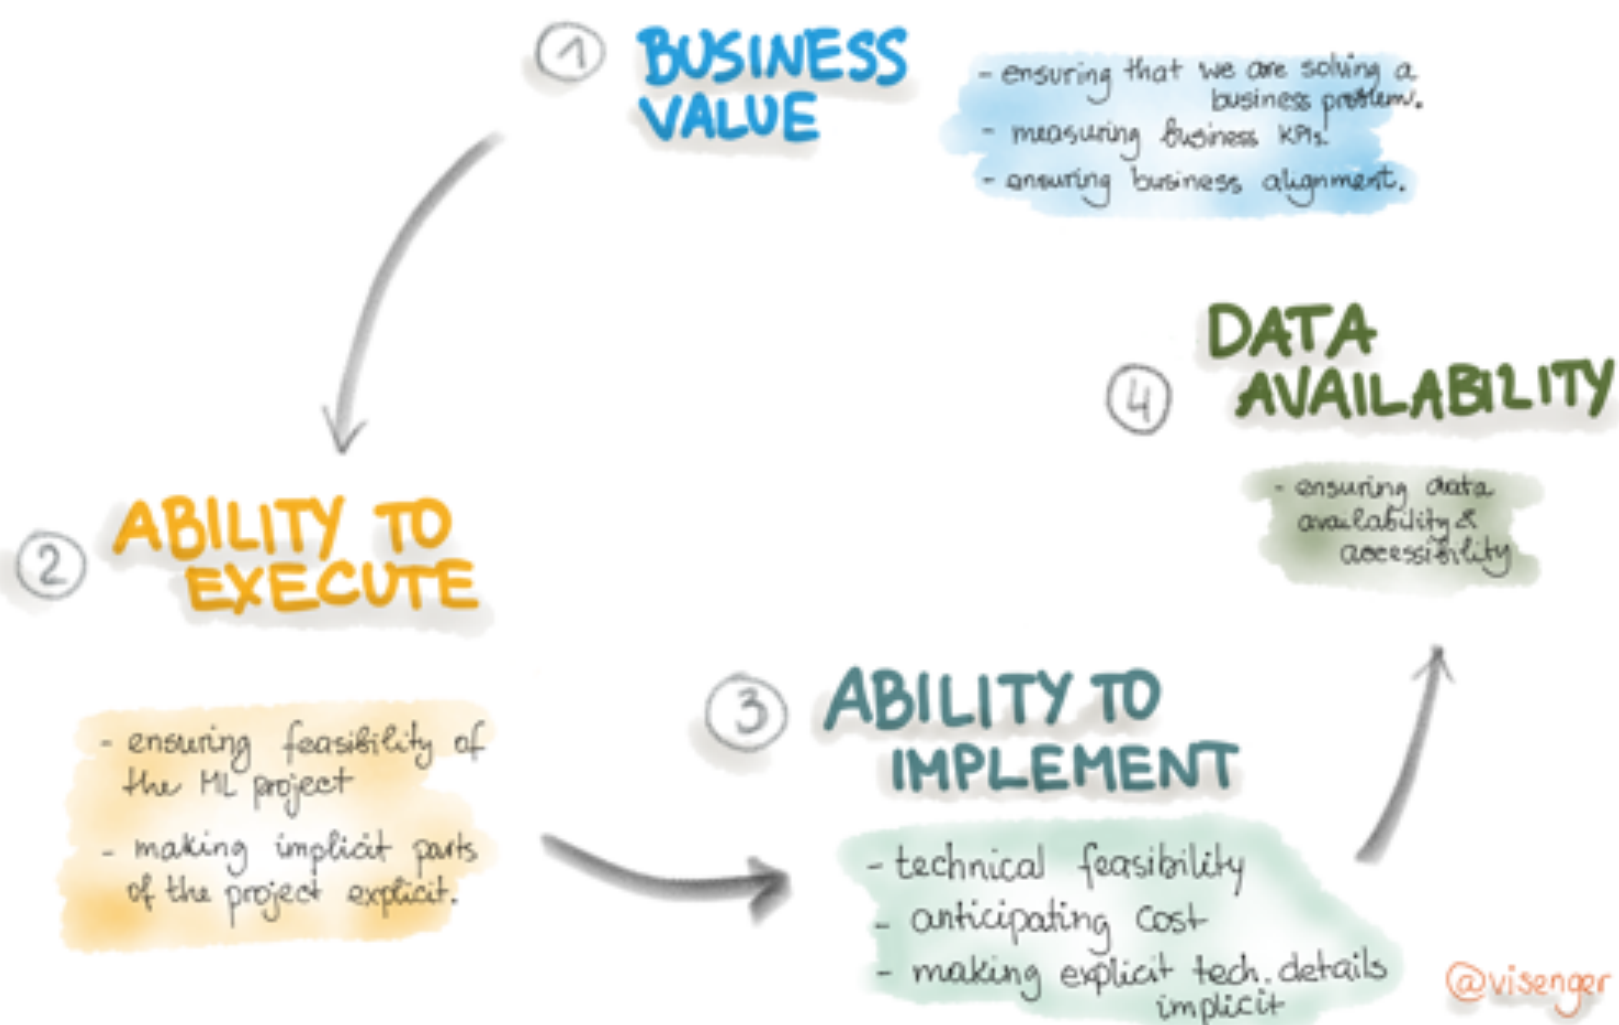 1
BUSINESS
VALUE
- ensuring that we are solving a
business problem.
- measuring business KPIs.
- ensuring business alignment.
2
ABILITY TO
EXECUTE
- ensuring feasibility of
the ML project
- making implicit parts
of the project explicit.
3
ABILITY TO
IMPLEMENT
- technical feasibility
- anticipating cost
- making explicit tech. details
implicit
4
DATA
AVAILABILITY
- ensuring data
availability &
accessibility
@visenger